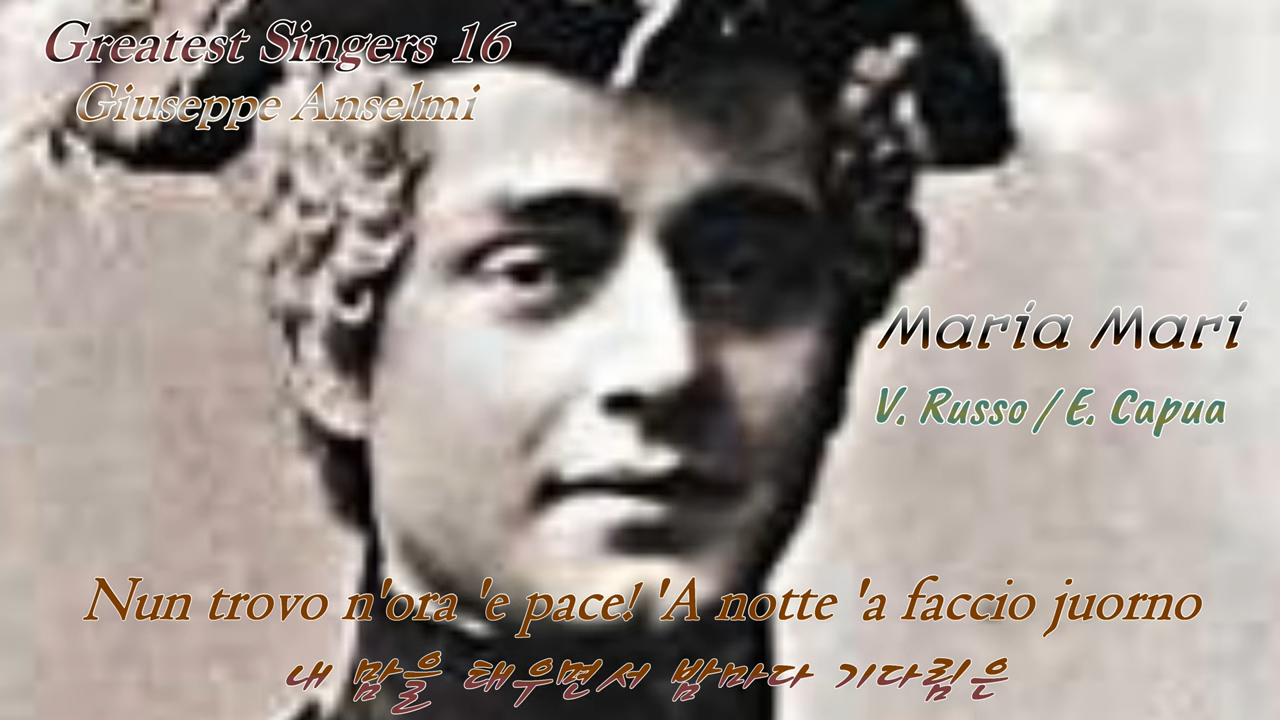 Greatest Singers 16
Giuseppe Anselmi
Maria Mari
V. Russo / E. Capua
Nun trovo n'ora 'e pace! 'A notte 'a faccio juorno
내 맘을 태우면서 밤마다 기다림은